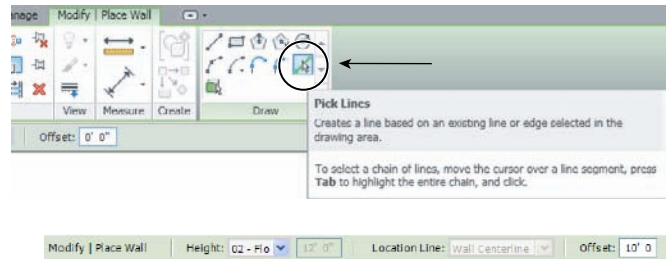 Modify | Place Wall
View Measure Create Draw
Offset: 0' 0"
Pick Lines
Creates a line based on an existing line or edge selected in the
drawing area.
To select a chain of lines, move the cursor over a line segment, press
Tab to highlight the entire chain, and click.
Modify | Place Wall Height: 02 - Flo 12' 0" Location Line: Wall Centerline Offset: 10' 0